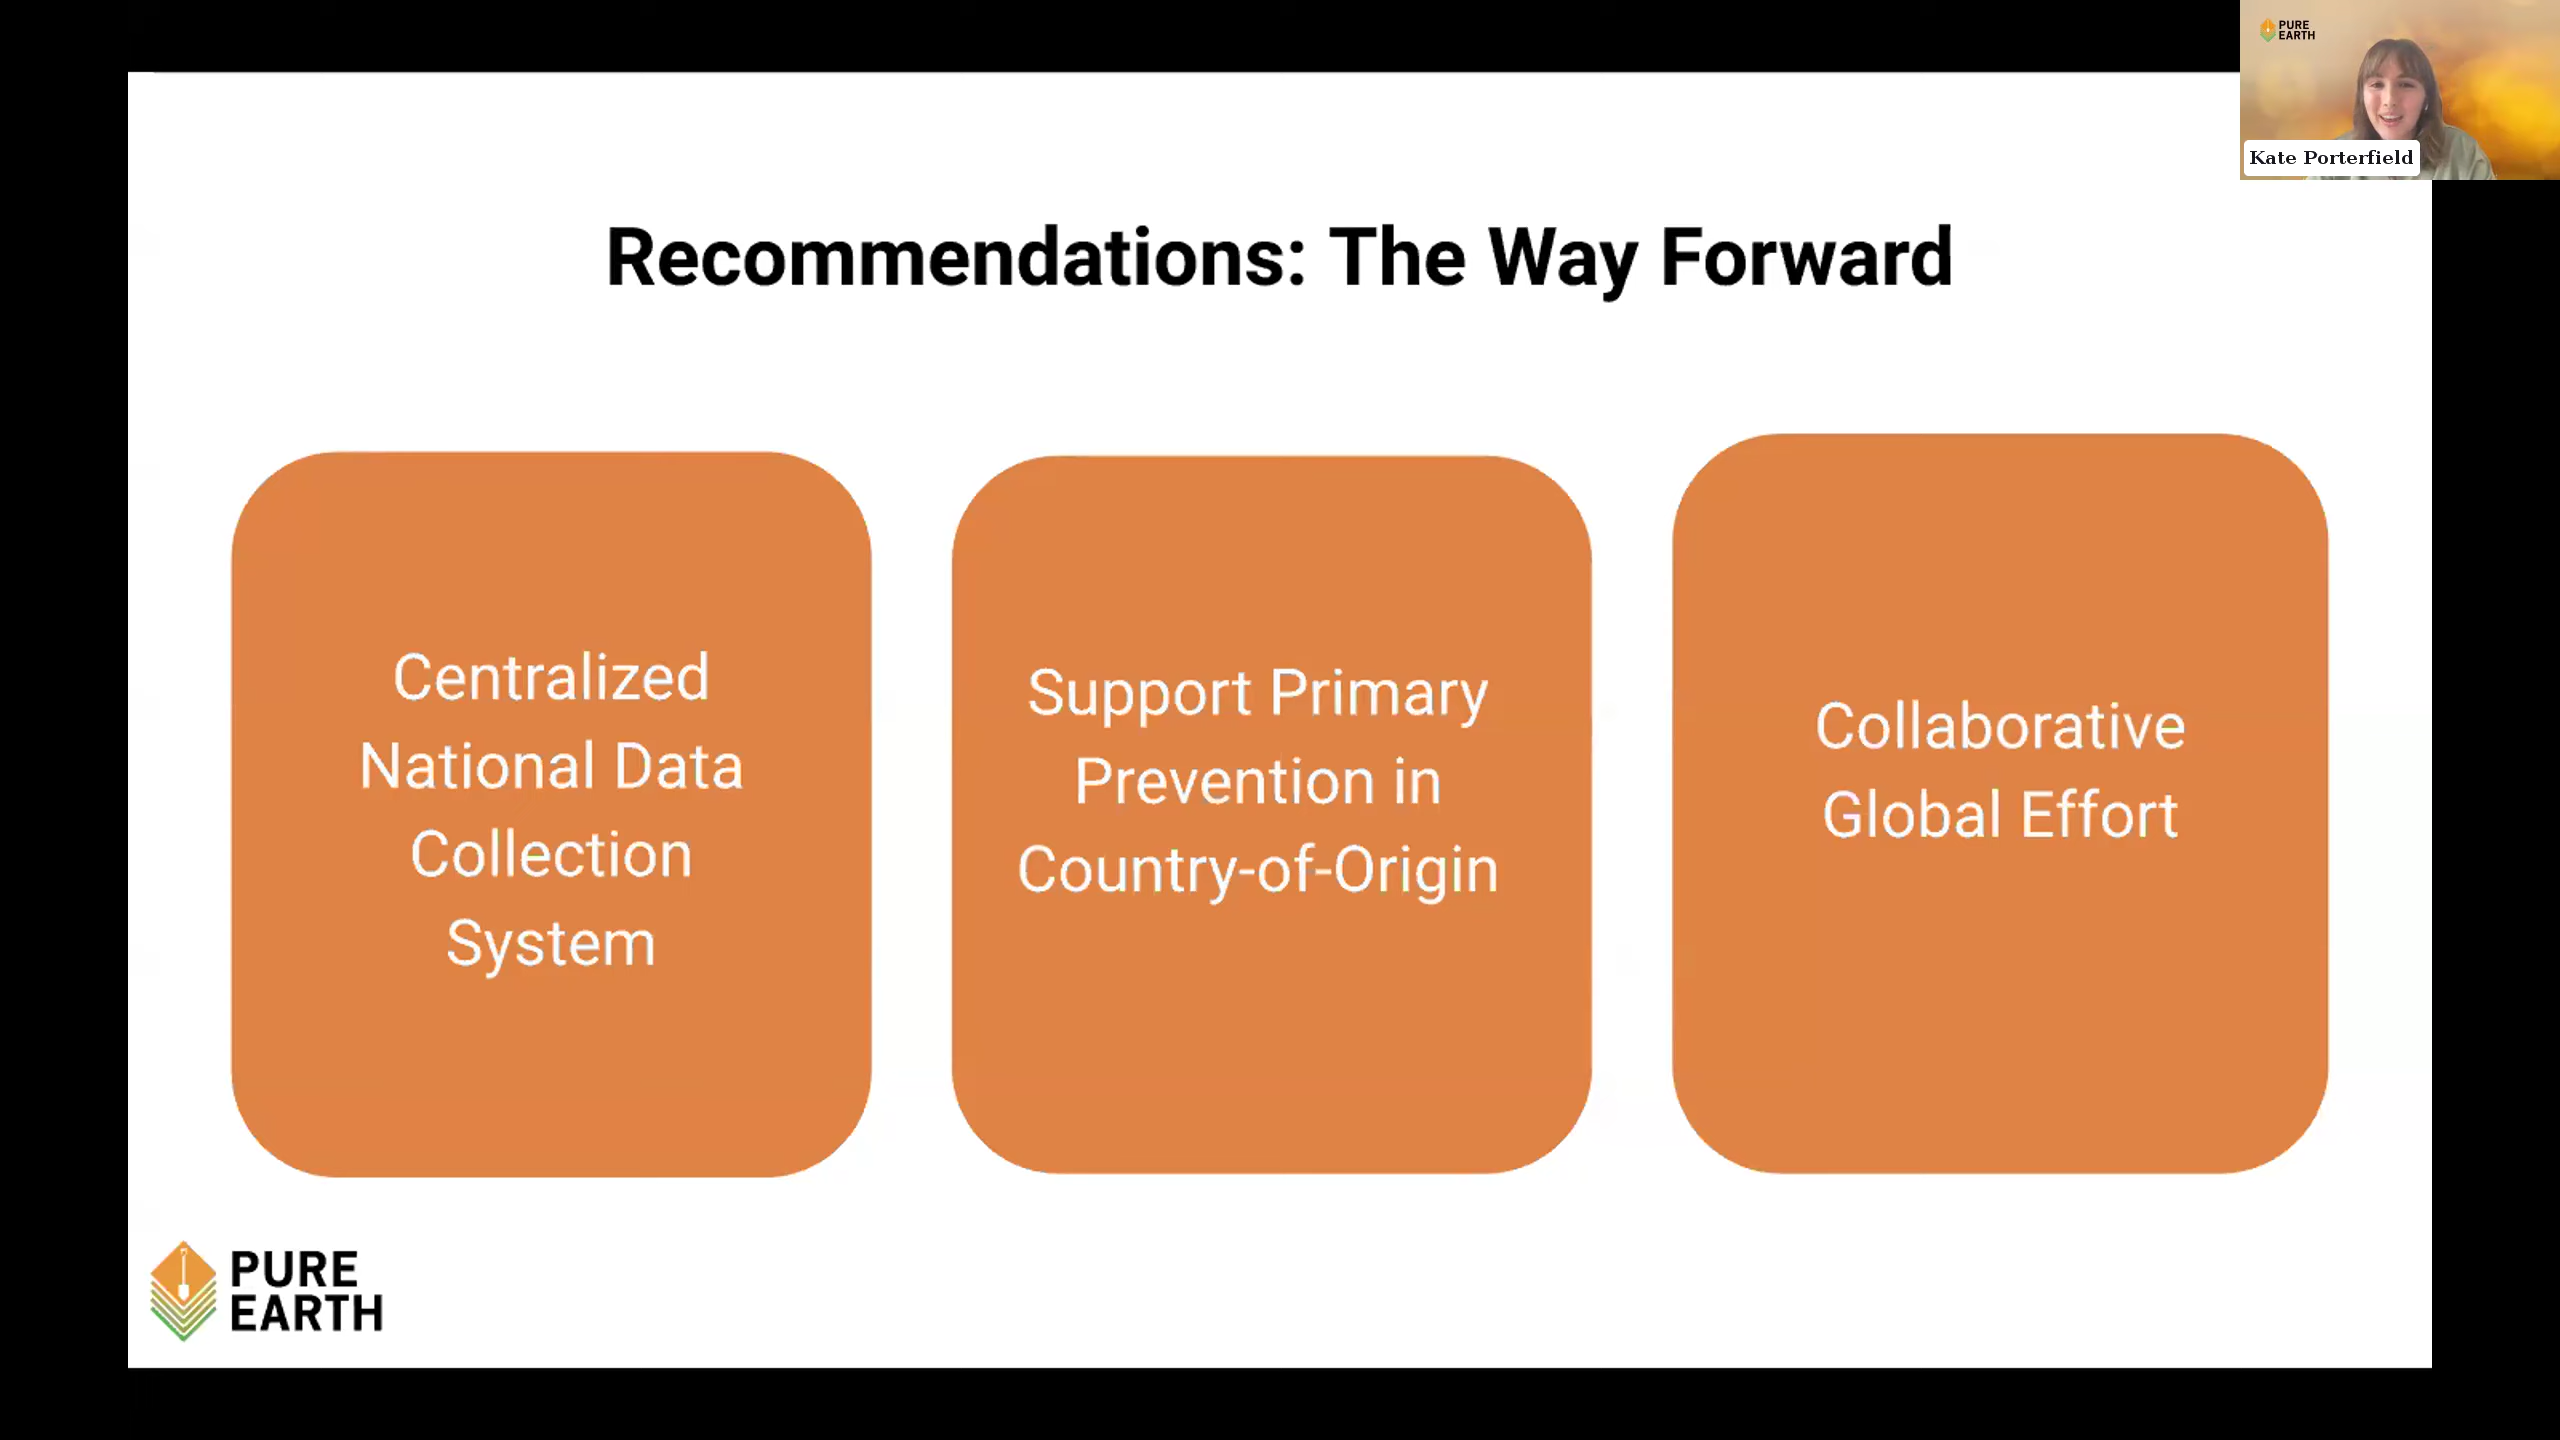 PURE
EARTH
Kate Porterfield
Recommendations: The Way Forward
Centralized
National Data
Collection
System
Support Primary
Prevention in
Country-of-Origin
Collaborative
Global Effort
PURE
EARTH